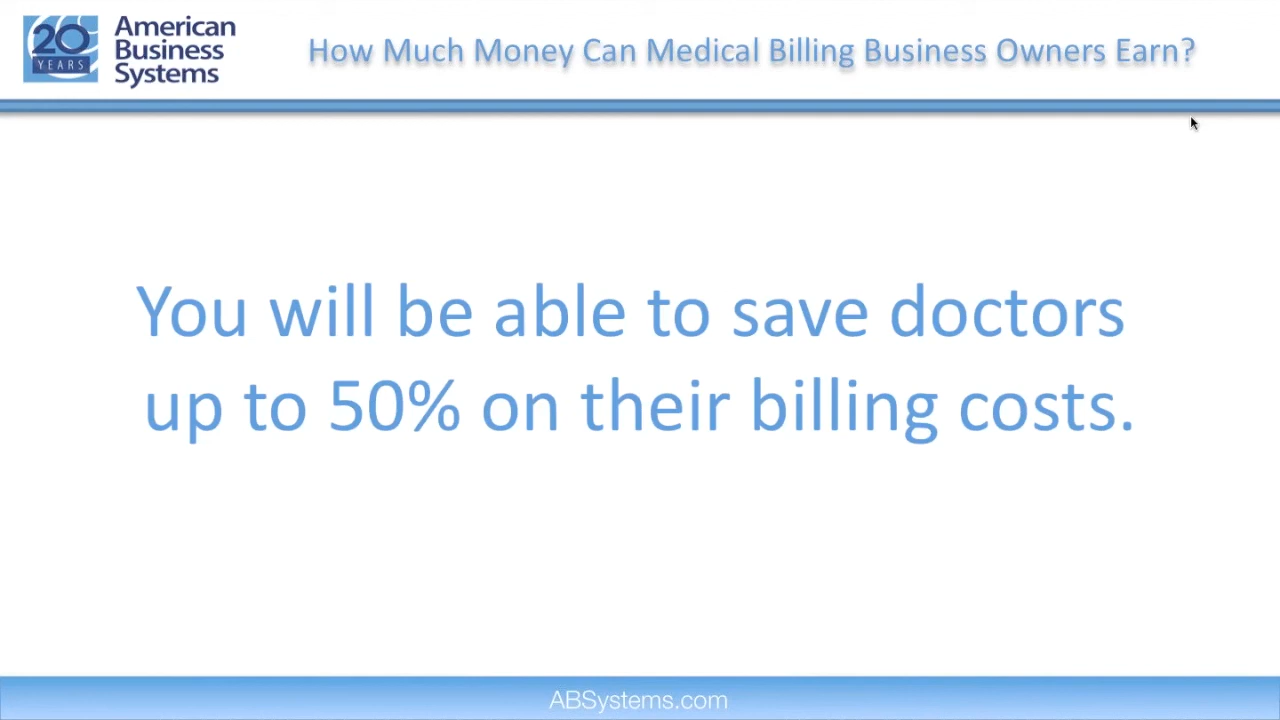 20
YEARS
American
Business
Systems
How Much Money Can Medical Billing Business Owners Earn?
You will be able to save doctors
up to 50% on their billing costs.
ABSystems.com